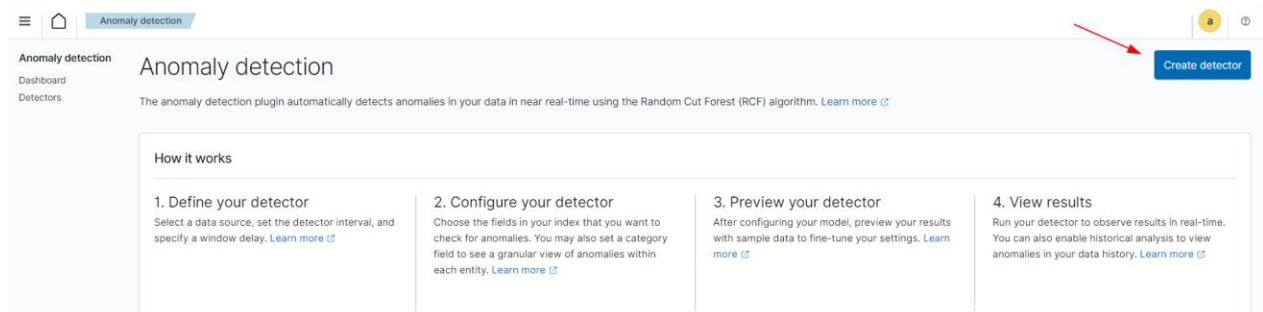 Anomaly detection
a
Anomaly detection
Dashboard
Detectors
Anomaly detection
Create detector
The anomaly detection plugin automatically detects anomalies in your data in near real-time using the Random Cut Forest (RCF) algorithm. Learn more
How it works
1. Define your detector
Select a data source, set the detector interval, and
specify a window delay. Learn more
2. Configure your detector
Choose the fields in your index that you want to
check for anomalies. You may also set a category
field to see a granular view of anomalies within
each entity. Learn more
3. Preview your detector
After configuring your model, preview your results
with sample data to fine-tune your settings. Learn
more
4. View results
Run your detector to observe results in real-time.
You can also enable historical analysis to view
anomalies in your data history. Learn more